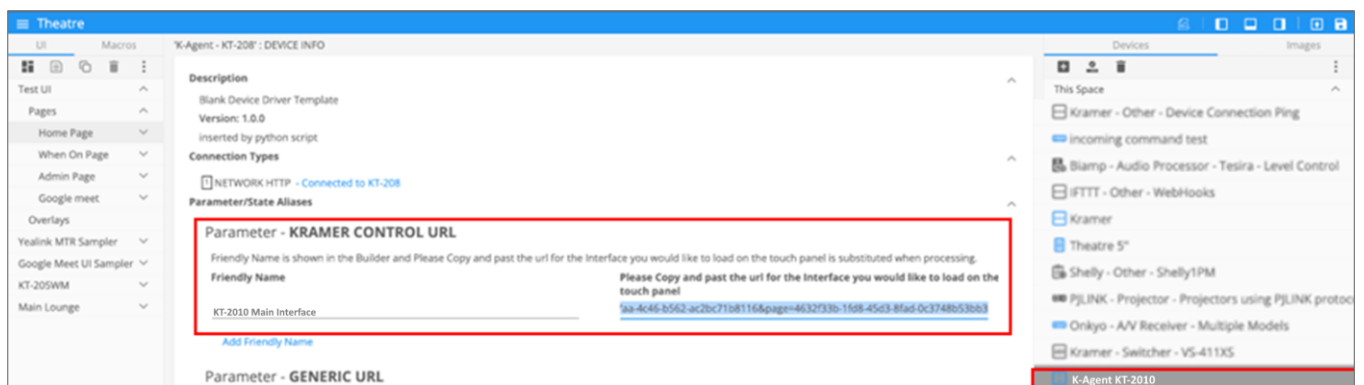 Theatre
UI Macros
'K-Agent - KT-208' : DEVICE INFO
Devices Images
Test UI
Pages
Home Page
When On Page
Admin Page
Google meet
Overlays
Yealink MTR Sampler
Google Meet UI Sampler
KT-205WM
Main Lounge
Description
Blank Device Driver Template
Version: 1.0.0
inserted by python script
Connection Types
NETWORK HTTP - Connected to KT-208
Parameter/State Aliases
Parameter - KRAMER CONTROL URL
Friendly Name is shown in the Builder and Please Copy and past the url for the Interface you would like to load on the touch panel is substituted when processing.
Friendly Name
Please Copy and past the url for the Interface you would like to load on the
touch panel
KT-2010 Main Interface
'aa-4c46-b562-ac2bc71b8116&page=4632f33b-1fd8-45d3-8fad-0c3748b53bb3
Add Friendly Name
Parameter - GENERIC URL
This Space
Kramer - Other - Device Connection Ping
incoming command test
Biamp - Audio Processor - Tesira - Level Control
IFTTT - Other - WebHooks
Kramer
Theatre 5"
Shelly - Other - Shelly1PM
PJLINK - Projector - Projectors using PJLINK protoc
Onkyo - A/V Receiver - Multiple Models
Kramer - Switcher - VS-411XS
K-Agent KT-2010